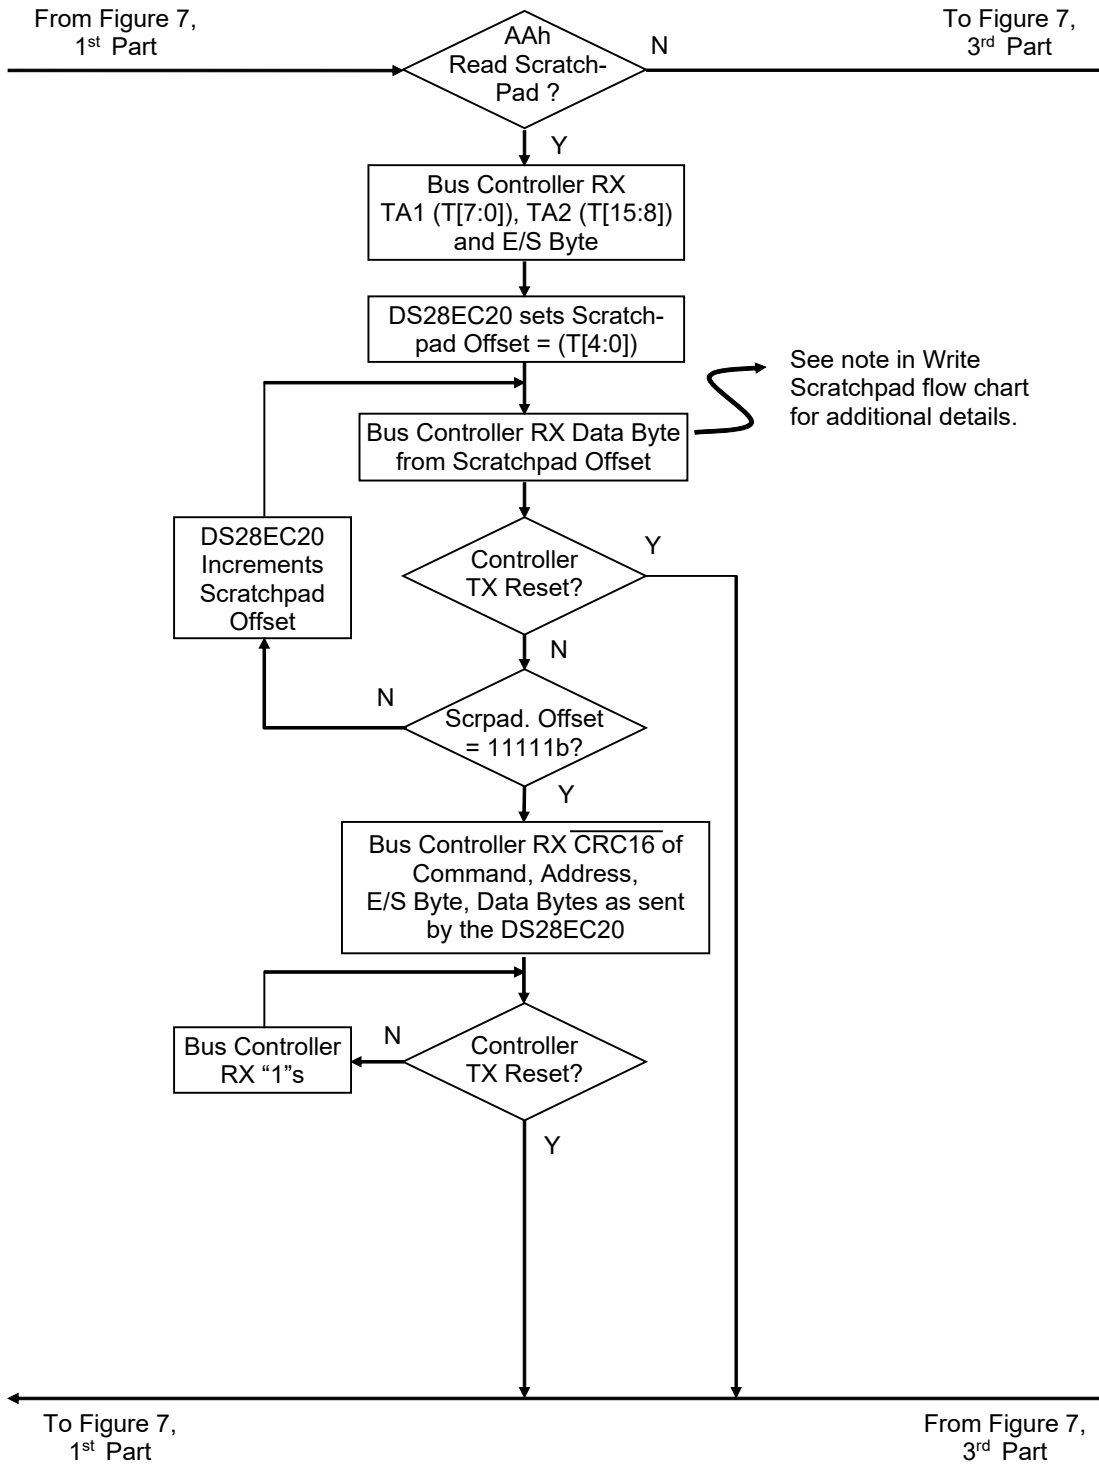 From Figure 7,
1st Part
AAh
Read Scratch-
Pad ?
N
To Figure 7,
3rd Part
Y
Bus Controller RX
TA1 (T[7:0]), TA2 (T[15:8])
and E/S Byte
DS28EC20 sets Scratch-
pad Offset = (T[4:0])
See note in Write
Scratchpad flow chart
for additional details.
Bus Controller RX Data Byte
from Scratchpad Offset
DS28EC20
Increments
Scratchpad
Offset
Controller
TX Reset?
Y
N
N
Scrpad. Offset
= 11111b?
Y
Bus Controller RX CRC16 of
Command, Address,
E/S Byte, Data Bytes as sent
by the DS28EC20
Bus Controller
RX “1”s
N
Controller
TX Reset?
Y
To Figure 7,
1st Part
From Figure 7,
3rd Part